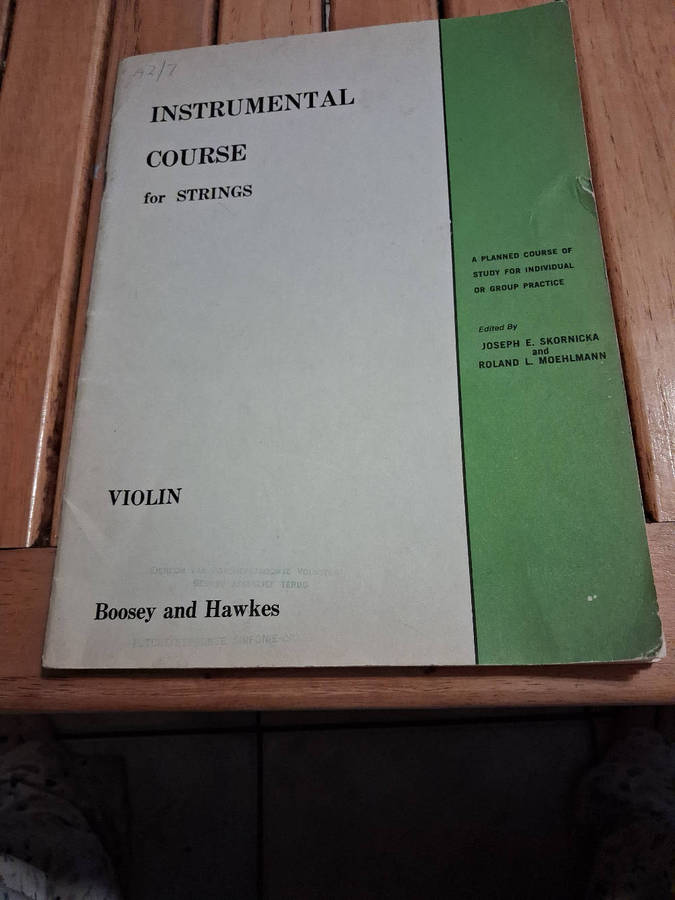 A2/7
INSTRUMENTAL
COURSE
for STRINGS
A PLANNED COURSE OF
STUDY FOR INDIVIDUAL
OR GROUP PRACTICE
Edited By
JOSEPH E. SKORNICKA
and
ROLAND L. MOEHLMANN
VIOLIN
TERUG
Boosey and Hawkes